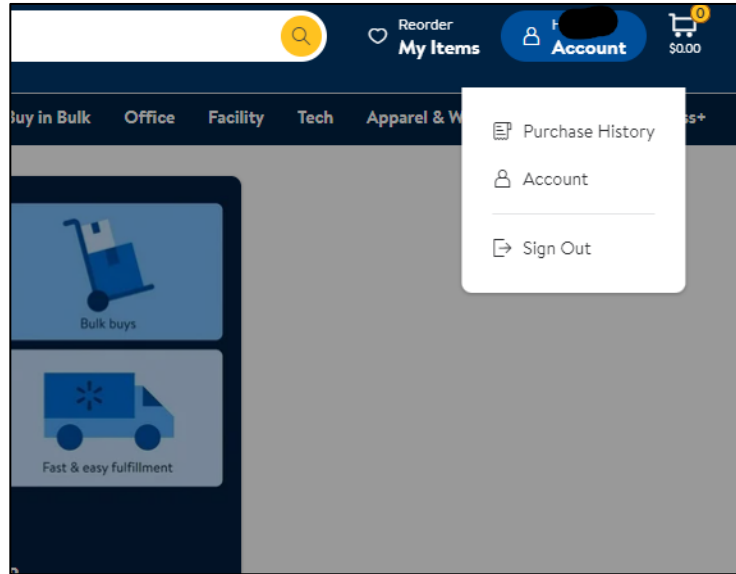 Reorder
My Items
H
Account
0
$0.00
Buy in Bulk Office Facility Tech Apparel & W
ss+
Purchase History
Account
Sign Out
Bulk buys
Fast & easy fulfillment